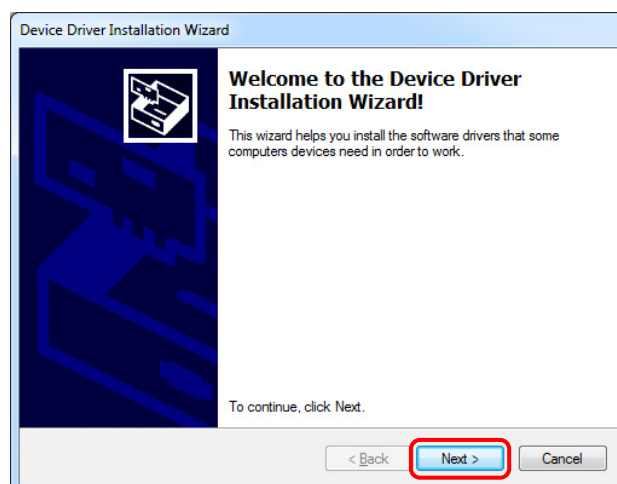 Device Driver Installation Wizard
Welcome to the Device Driver
Installation Wizard!
This wizard helps you install the software drivers that some
computers devices need in order to work.
To continue, click Next.
< Back Next > Cancel